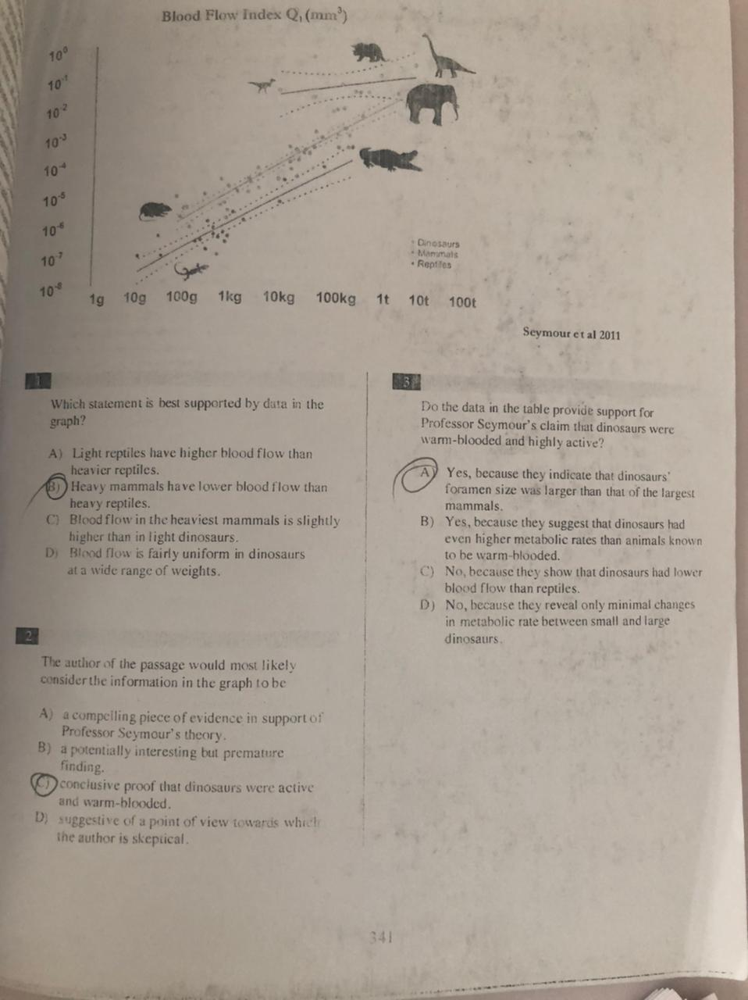 Blood Flow Index Q, (mm³)
10⁰
10⁻¹
10⁻²
10⁻³
10⁻⁴
10⁻⁵
10⁻⁶
10⁻⁷
10⁻⁸
1g 10g 100g 1kg 10kg 100kg 1t 10t 100t
• Dinosaurs
• Mammals
• Reptiles
Seymour et al 2011
1
Which statement is best supported by data in the
graph?
A) Light reptiles have higher blood flow than
heavier reptiles.
B) Heavy mammals have lower blood flow than
heavy reptiles.
C) Blood flow in the heaviest mammals is slightly
higher than in light dinosaurs.
D) Blood flow is fairly uniform in dinosaurs
at a wide range of weights.
2
The author of the passage would most likely
consider the information in the graph to be
A) a compelling piece of evidence in support of
Professor Seymour's theory.
B) a potentially interesting but premature
finding.
C) conclusive proof that dinosaurs were active
and warm-blooded.
D) suggestive of a point of view towards which
the author is skeptical.
3
Do the data in the table provide support for
Professor Seymour's claim that dinosaurs were
warm-blooded and highly active?
A) Yes, because they indicate that dinosaurs'
foramen size was larger than that of the largest
mammals.
B) Yes, because they suggest that dinosaurs had
even higher metabolic rates than animals known
to be warm-blooded.
C) No, because they show that dinosaurs had lower
blood flow than reptiles.
D) No, because they reveal only minimal changes
in metabolic rate between small and large
dinosaurs.
341